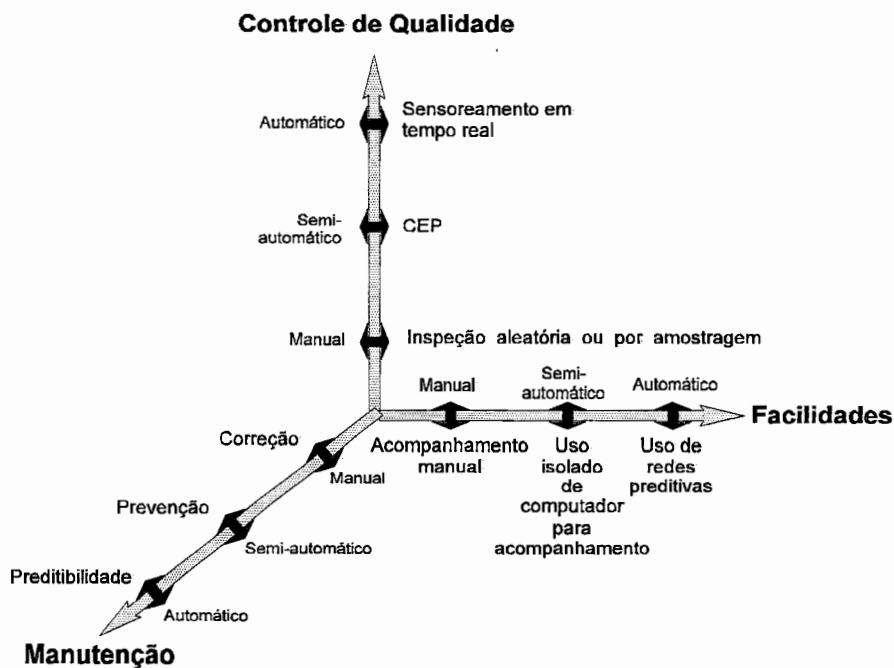 Controle de Qualidade
Automático
Sensoreamento em
tempo real
Semi-
automático
CEP
Manual
Inspeção aleatória ou por amostragem
Manual
Semi-
automático
Automático
Facilidades
Acompanhamento
manual
Uso
isolado
de
computador
para
acompanhamento
Uso de
redes
preditivas
Correção
Manual
Prevenção
Semi-automático
Preditibilidade
Automático
Manutenção